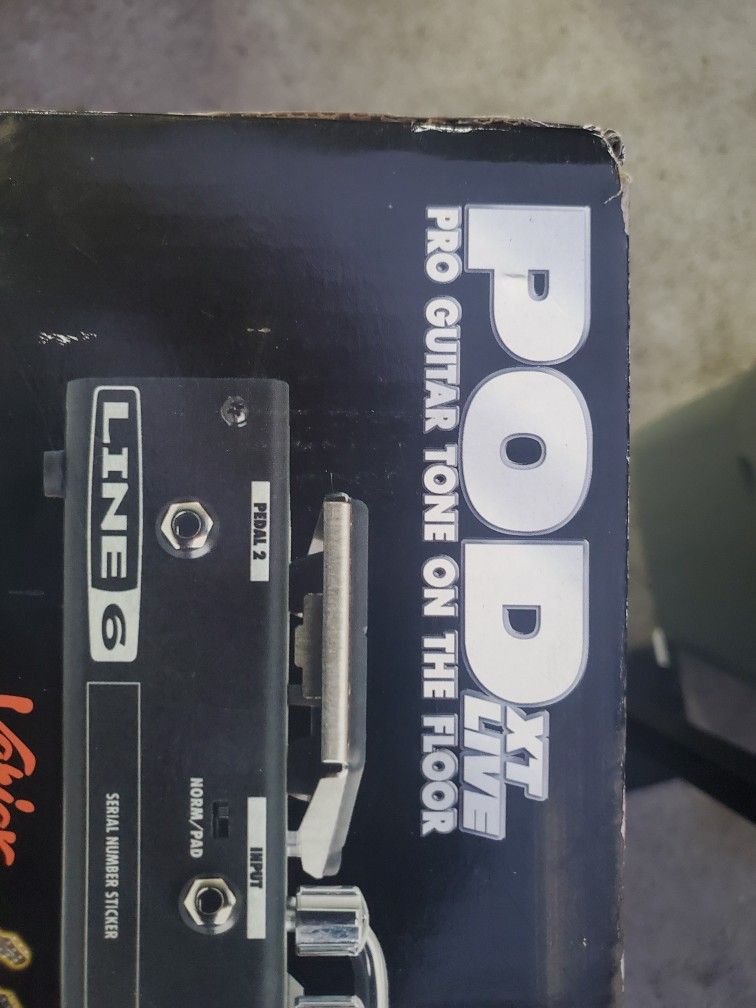 POD XT LIVE
PRO GUITAR TONE ON THE FLOOR
PEDAL 2
LINE 6
INPUT
NORM/PAD
SERIAL NUMBER STICKER